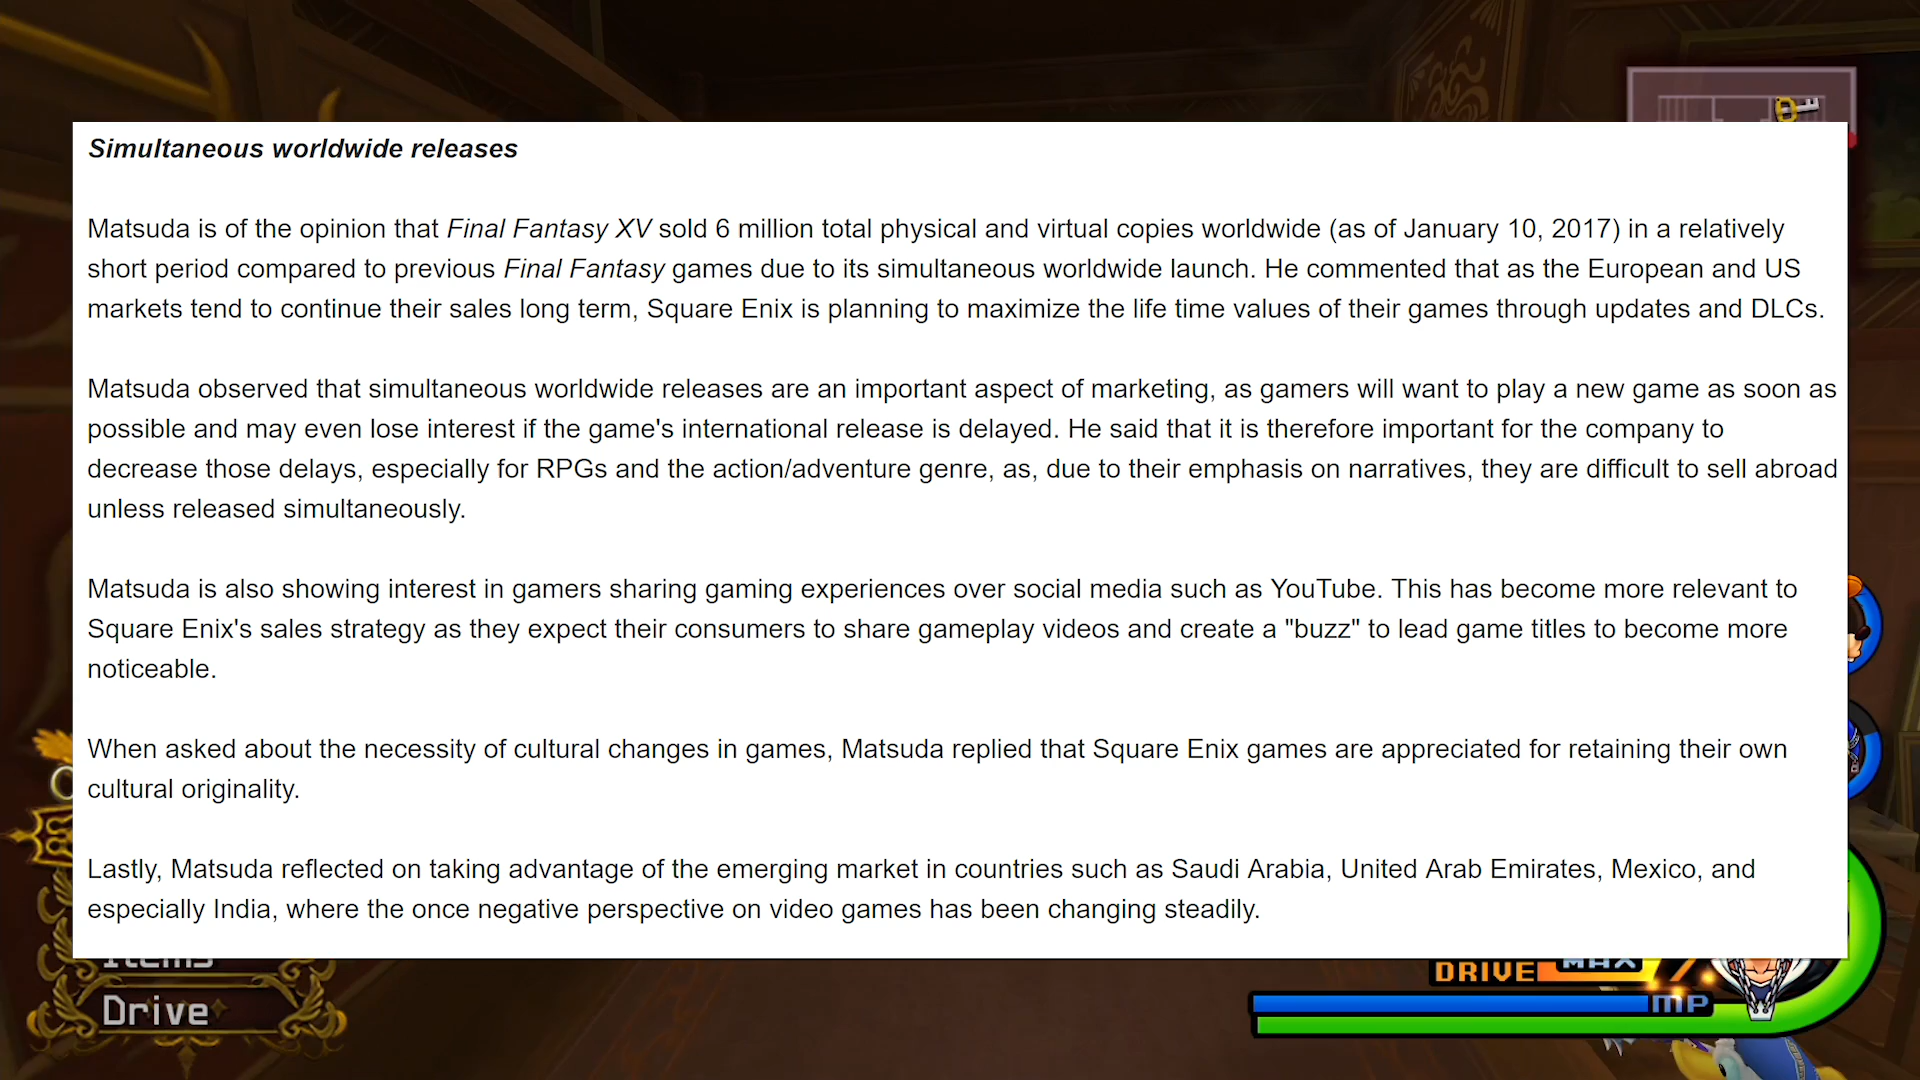 Simultaneous worldwide releases
Matsuda is of the opinion that Final Fantasy XV sold 6 million total physical and virtual copies worldwide (as of January 10, 2017) in a relatively
short period compared to previous Final Fantasy games due to its simultaneous worldwide launch. He commented that as the European and US
markets tend to continue their sales long term, Square Enix is planning to maximize the life time values of their games through updates and DLCs.
Matsuda observed that simultaneous worldwide releases are an important aspect of marketing, as gamers will want to play a new game as soon as
possible and may even lose interest if the game's international release is delayed. He said that it is therefore important for the company to
decrease those delays, especially for RPGs and the action/adventure genre, as, due to their emphasis on narratives, they are difficult to sell abroad
unless released simultaneously.
Matsuda is also showing interest in gamers sharing gaming experiences over social media such as YouTube. This has become more relevant to
Square Enix's sales strategy as they expect their consumers to share gameplay videos and create a "buzz" to lead game titles to become more
noticeable.
When asked about the necessity of cultural changes in games, Matsuda replied that Square Enix games are appreciated for retaining their own
cultural originality.
Lastly, Matsuda reflected on taking advantage of the emerging market in countries such as Saudi Arabia, United Arab Emirates, Mexico, and
especially India, where the once negative perspective on video games has been changing steadily.
Items
Drive
DRIVE MAX 7
MP